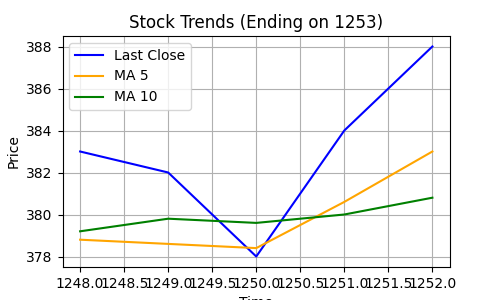 Stock Trends (Ending on 1253)
Last Close
MA 5
MA 10
Price
388
386
384
382
380
378
1248.0 1248.5 1249.0 1249.5 1250.0 1250.5 1251.0 1251.5 1252.0
Time